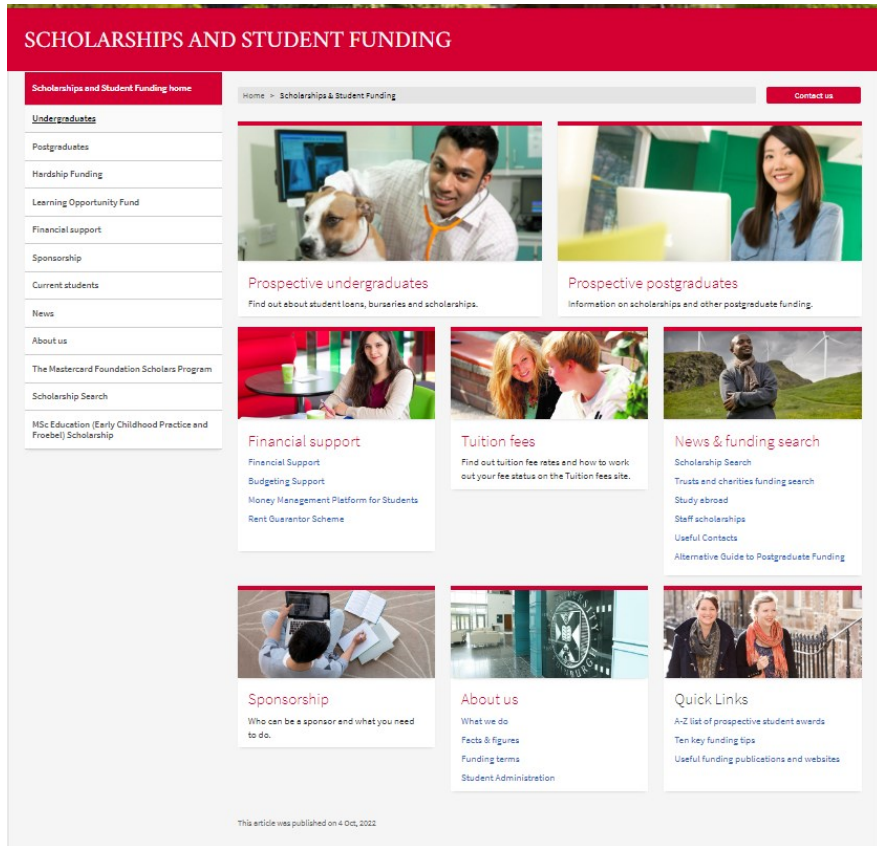 SCHOLARSHIPS AND STUDENT FUNDING
Scholarships and Student Funding home
Undergraduates
Postgraduates
Hardship Funding
Learning Opportunity Fund
Financial support
Sponsorship
Current students
News
About us
The Mastercard Foundation Scholars Program
Scholarship Search
MSc Education (Early Childhood Practice and
Froebel) Scholarship
Home > Scholarships & Student Funding
Contact us
Prospective undergraduates
Find out about student loans, bursaries and scholarships.
Prospective postgraduates
Information on scholarships and other postgraduate funding.
Financial support
Financial Support
Budgeting Support
Money Management Platform for Students
Rent Guarantor Scheme
Tuition fees
Find out tuition fee rates and how to work
out your fee status on the Tuition fees site.
News & funding search
Scholarship Search
Trusts and charities funding search
Study abroad
Staff scholarships
Useful Contacts
Alternative Guide to Postgraduate Funding
Sponsorship
Who can be a sponsor and what you need
to do.
About us
What we do
Facts & figures
Funding terms
Student Administration
Quick Links
A-Z list of prospective student awards
Ten key funding tips
Useful funding publications and websites
This article was published on 4 Oct, 2022